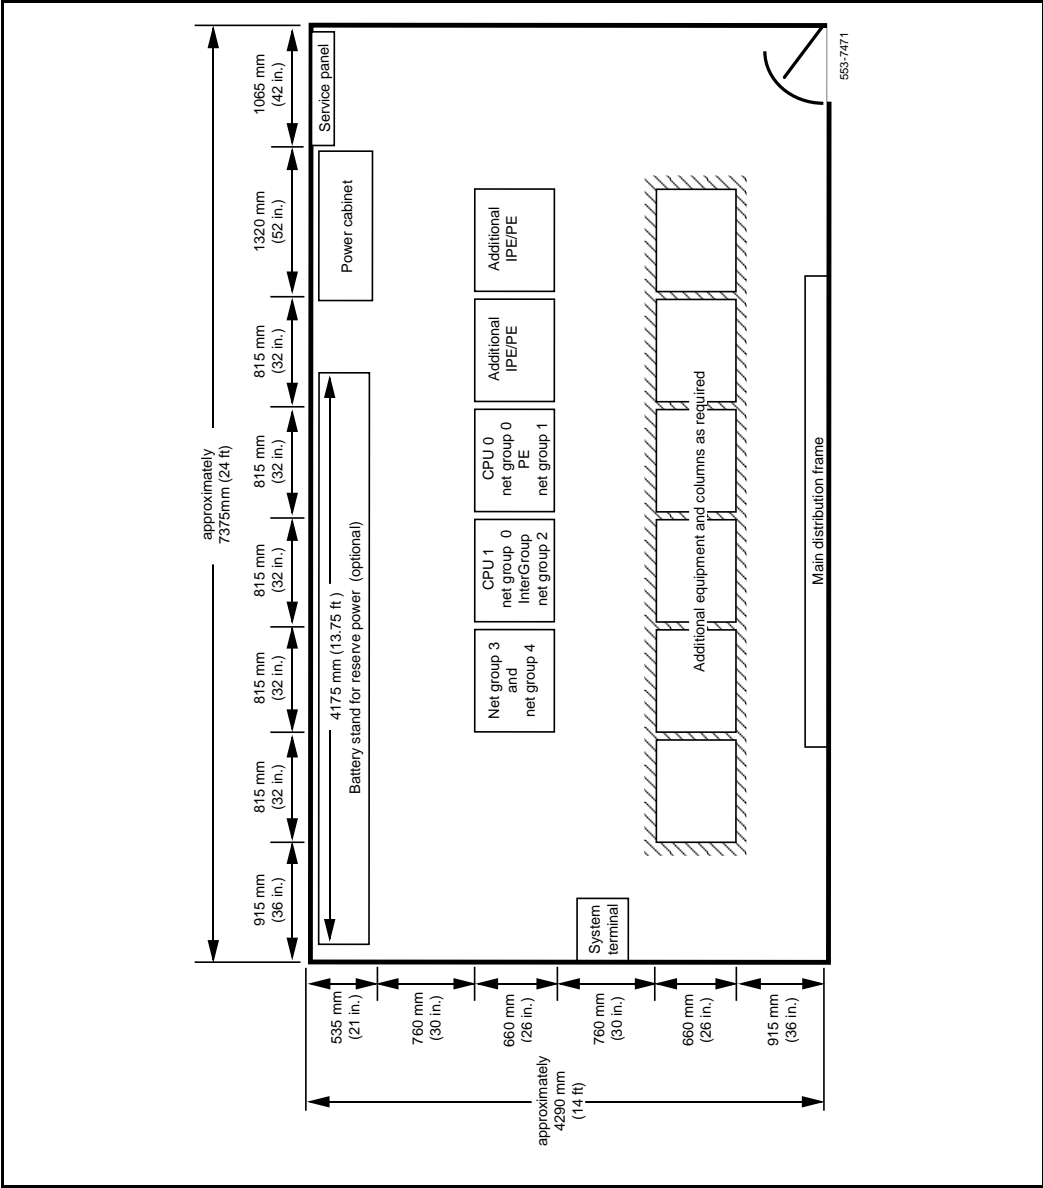 approximately
7375mm (24 ft)
915 mm
(36 in.)
815 mm
(32 in.)
815 mm
(32 in.)
815 mm
(32 in.)
815 mm
(32 in.)
815 mm
(32 in.)
1320 mm
(52 in.)
1065 mm
(42 in.)
4175 mm (13.75 ft )
Battery stand for reserve power (optional)
Power cabinet
Service panel
Net group 3
and
net group 4
CPU 1
net group 0
InterGroup
net group 2
CPU 0
net group 0
PE
net group 1
Additional
IPE/PE
Additional
IPE/PE
System
terminal
Additional equipment and columns as required
Main distribution frame
553-7471
535 mm
(21 in.)
760 mm
(30 in.)
660 mm
(26 in.)
760 mm
(30 in.)
660 mm
(26 in.)
915 mm
(36 in.)
approximately
4290 mm
(14 ft)